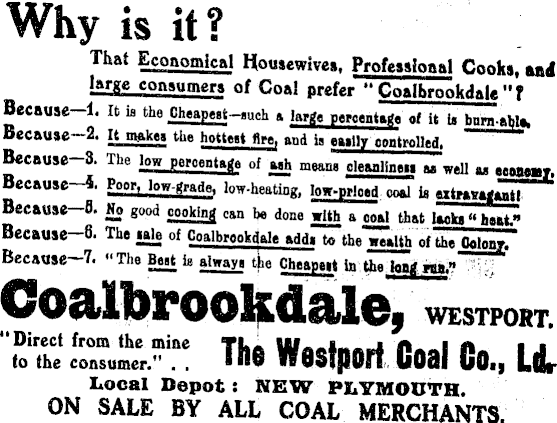 Why is it?
That Economical Housewives, Professional Cooks, and
large consumers of Coal prefer "Coalbrookdale"?
Because—1. It is the Cheapest—such a large percentage of it is burn-able.
Because—2. It makes the hottest fire, and is easily controlled.
Because—3. The low percentage of ash means cleanliness as well as economy.
Because—4. Poor, low-grade, low-heating, low-priced coal is extravagant!
Because—5. No good cooking can be done with a coal that lacks "heat."
Because—6. The sale of Coalbrookdale adds to the wealth of the Colony.
Because—7. "The Best is always the Cheapest in the long run."
Coalbrookdale, WESTPORT.
"Direct from the mine
to the consumer." . .
The Westport Coal Co., Ld.
Local Depot: NEW PLYMOUTH.
ON SALE BY ALL COAL MERCHANTS.